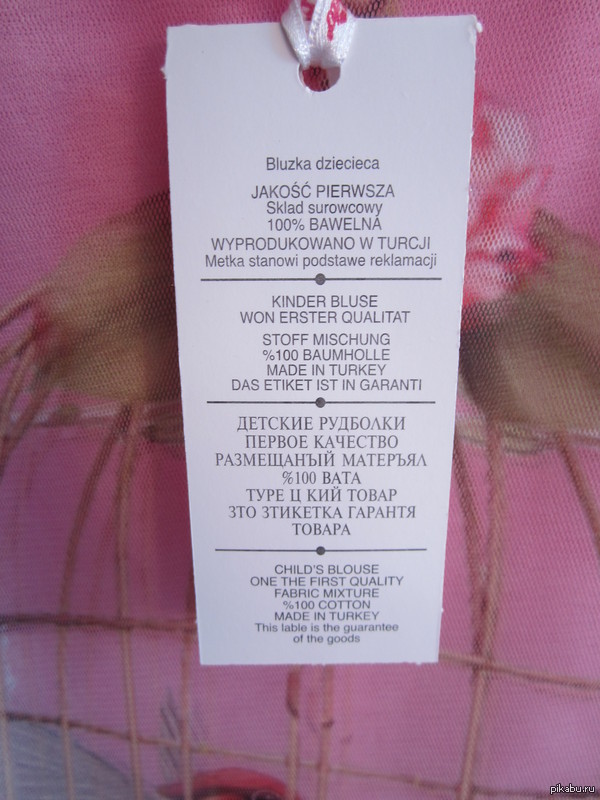 Bluzka dziecieca
JAKOŚĆ PIERWSZA
Sklad surowcowy
100% BAWELNĄ
WYPRODUKOWANO W TURCJI
Metka stanowi podstawe reklamacji
KINDER BLUSE
WON ERSTER QUALITAT
STOFF MISCHUNG
%100 BAUMHOLLE
MADE IN TURKEY
DAS ETIKET IST IN GARANTI
ДЕТСКИЕ РУДБОЛКИ
ПЕРВОЕ КАЧЕСТВО
РАЗМЕЩАНЫЙ МАТЕРЪЯЛ
%100 ВАТА
ТУРЕ Ц КИЙ ТОВАР
ЗТО ЗТИКЕТКА ГАРАНТЯ
ТОВАРА
CHILD'S BLOUSE
ONE THE FIRST QUALITY
FABRIC MIXTURE
%100 COTTON
MADE IN TURKEY
This lable is the guarantee
of the goods
pikabu.ru